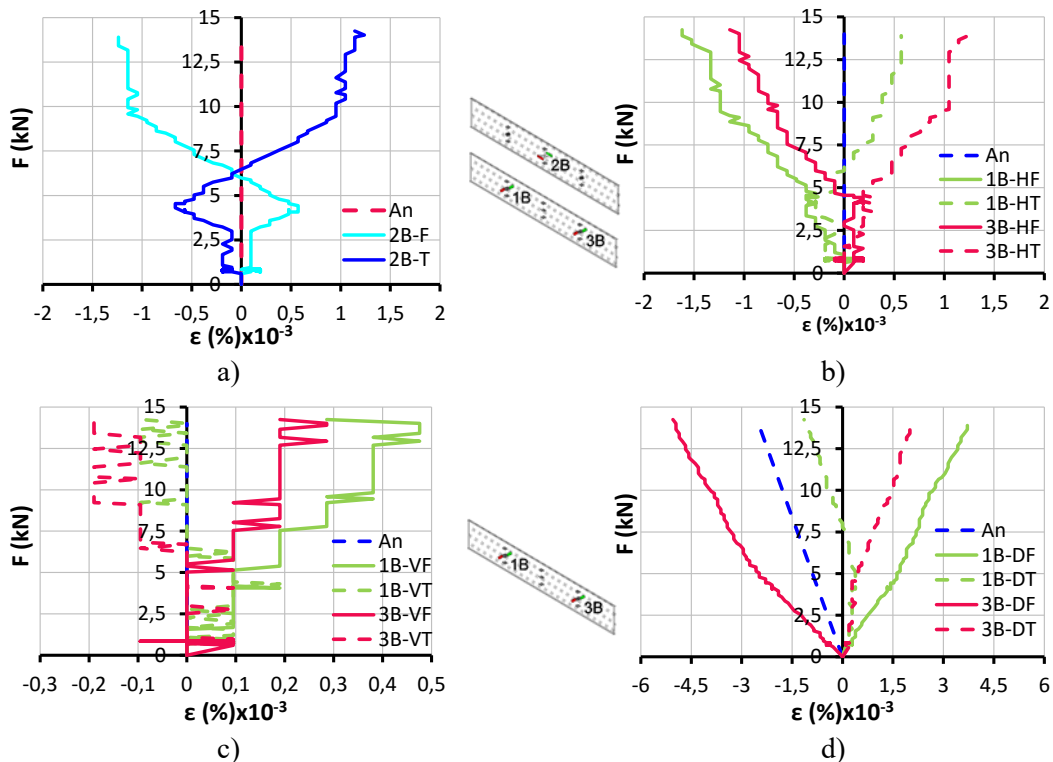 F (kN)
15
12,5
10
7,5
5
2,5
0
-2 -1,5 -1 -0,5 0 0,5 1 1,5 2
ε (%)x10-3
An
2B-F
2B-T
a)
2B
1B
3B
F (kN)
15
12,5
10
7,5
5
2,5
0
-2 -1,5 -1 -0,5 0 0,5 1 1,5 2
ε (%)x10-3
An
1B-HF
1B-HT
3B-HF
3B-HT
b)
F (kN)
15
12,5
10
7,5
5
2,5
0
-0,3 -0,2 -0,1 0 0,1 0,2 0,3 0,4 0,5
ε (%)x10-3
An
1B-VF
1B-VT
3B-VF
3B-VT
c)
1B
3B
F (kN)
15
12,5
10
7,5
5
2,5
0
-6 -4,5 -3 -1,5 0 1,5 3 4,5 6
ε (%)x10-3
An
1B-DF
1B-DT
3B-DF
3B-DT
d)